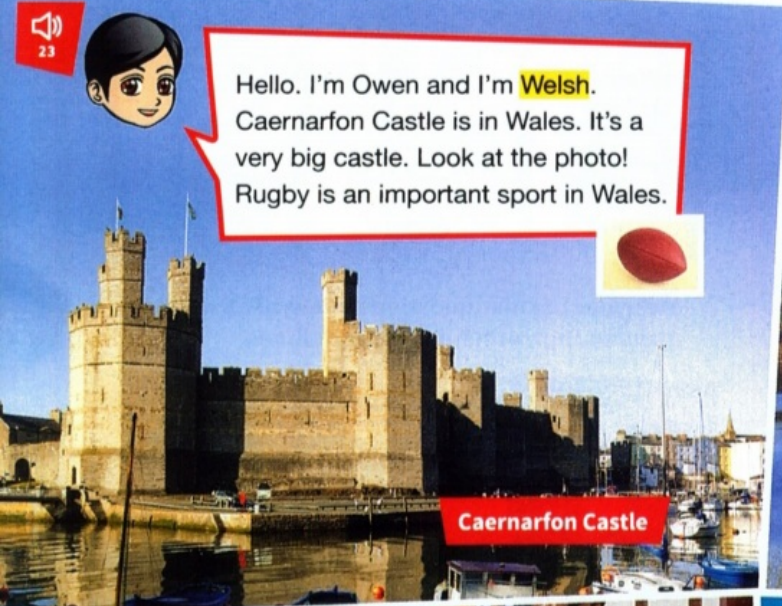 23
Hello. I'm Owen and I'm Welsh.
Caernarfon Castle is in Wales. It's a
very big castle. Look at the photo!
Rugby is an important sport in Wales.
Caernarfon Castle